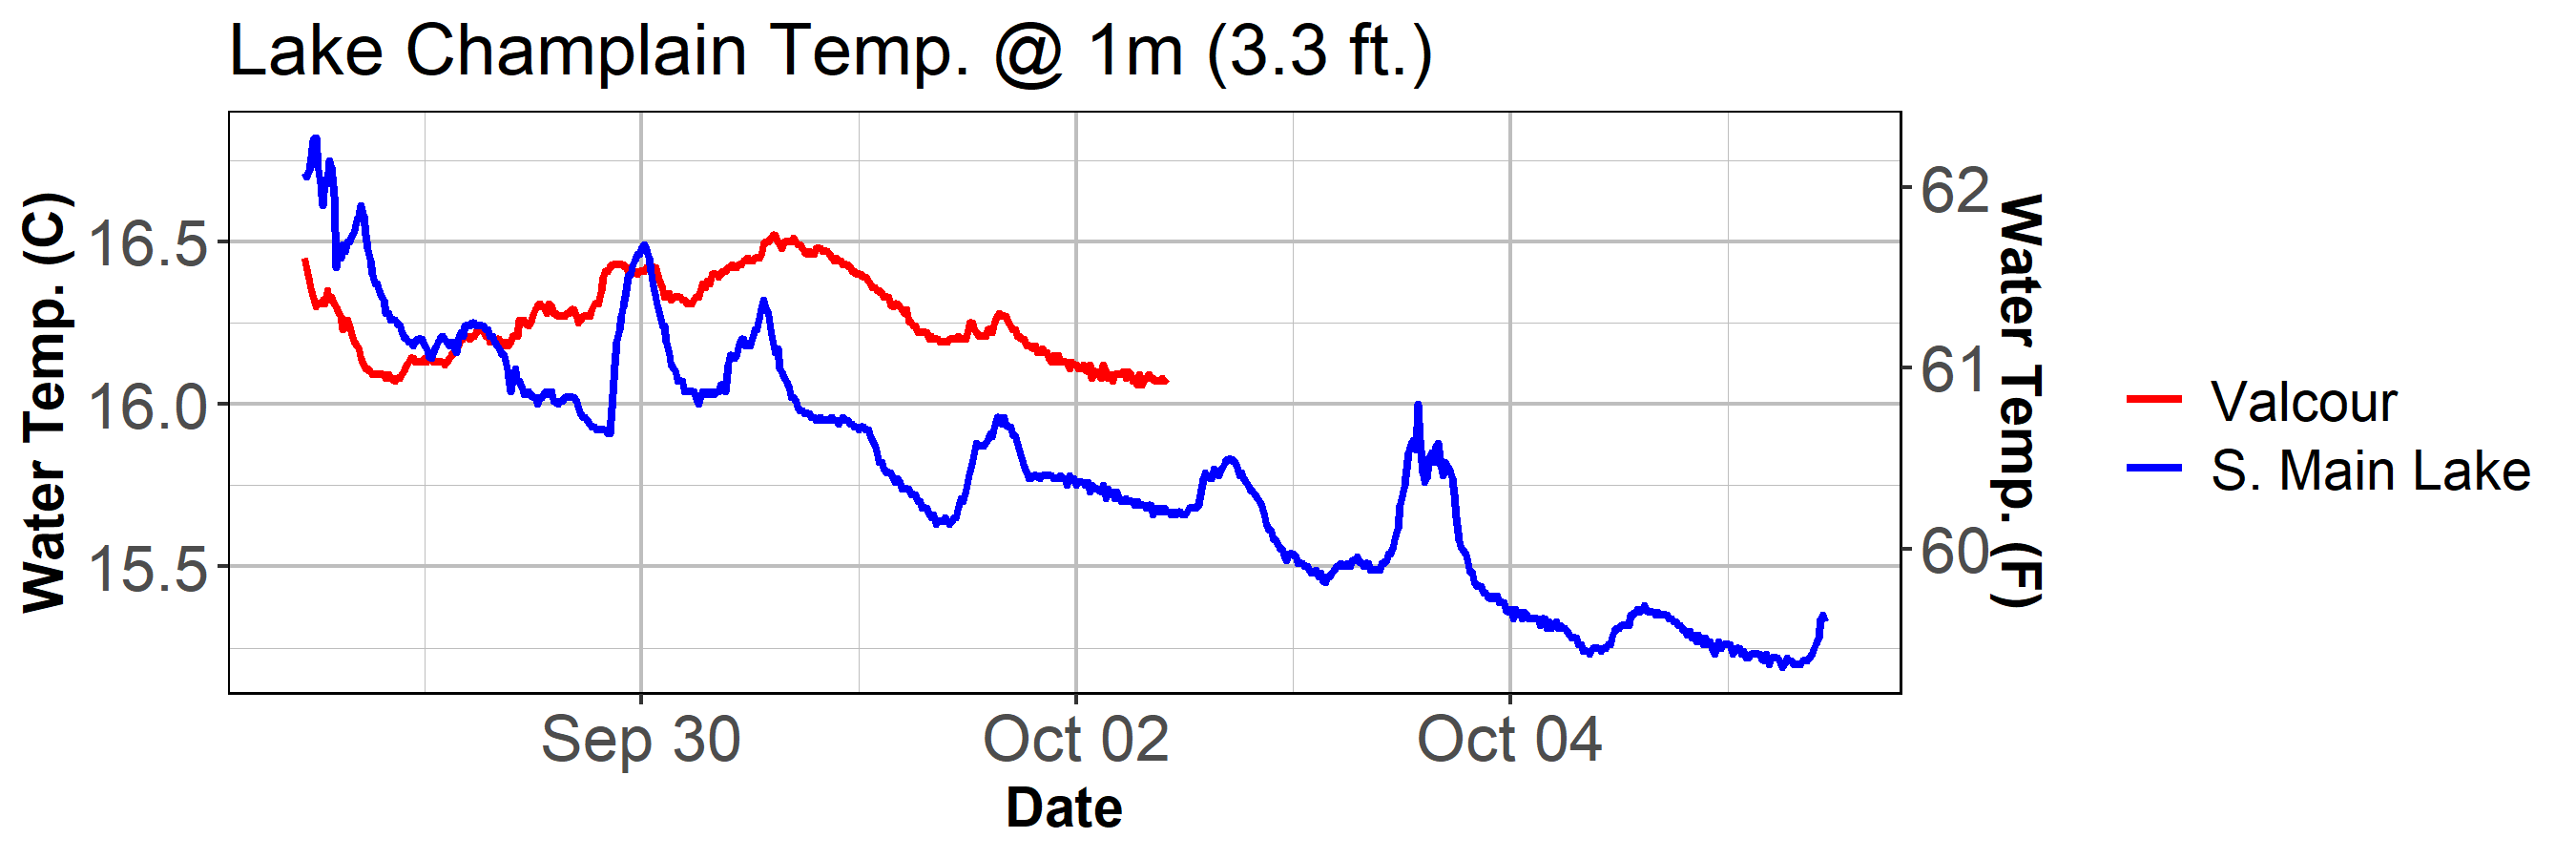 Lake Champlain Temp. @ 1m (3.3 ft.)
Water Temp. (C)
16.5
16.0
15.5
62
61
60
Water Temp. (F)
Sep 30
Oct 02
Oct 04
Date
Valcour
S. Main Lake